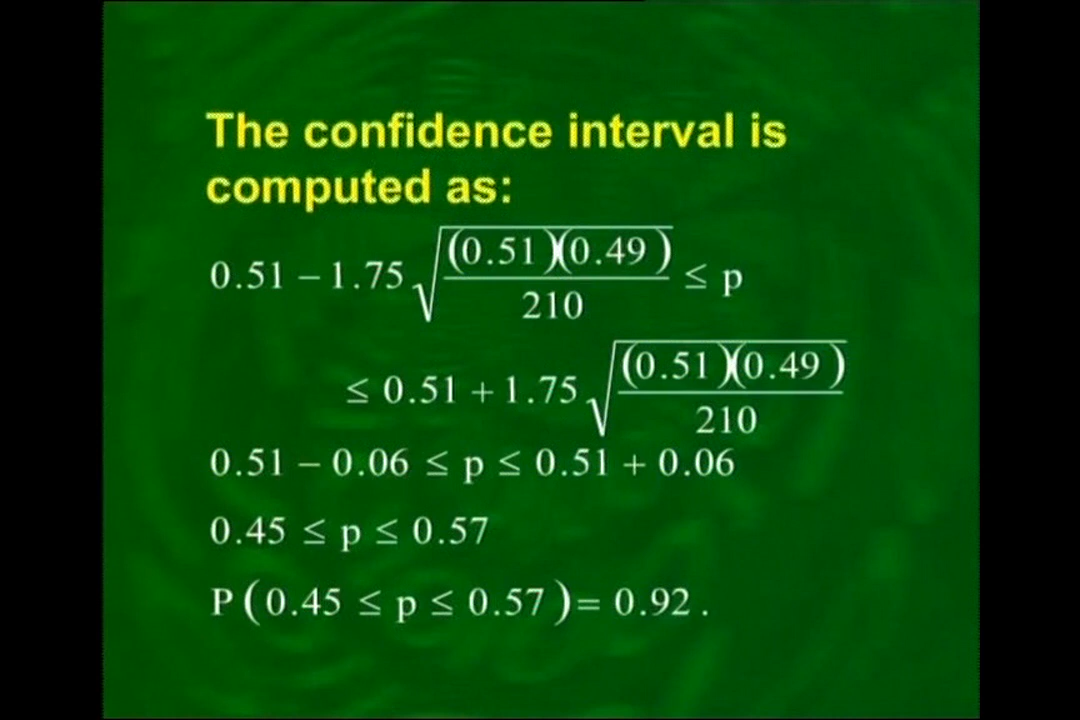 The confidence interval is
computed as:
0.51 – 1.75 √((0.51)(0.49)/210) ≤ p
≤ 0.51 + 1.75 √((0.51)(0.49)/210)
0.51 – 0.06 ≤ p ≤ 0.51 + 0.06
0.45 ≤ p ≤ 0.57
P(0.45 ≤ p ≤ 0.57) = 0.92.